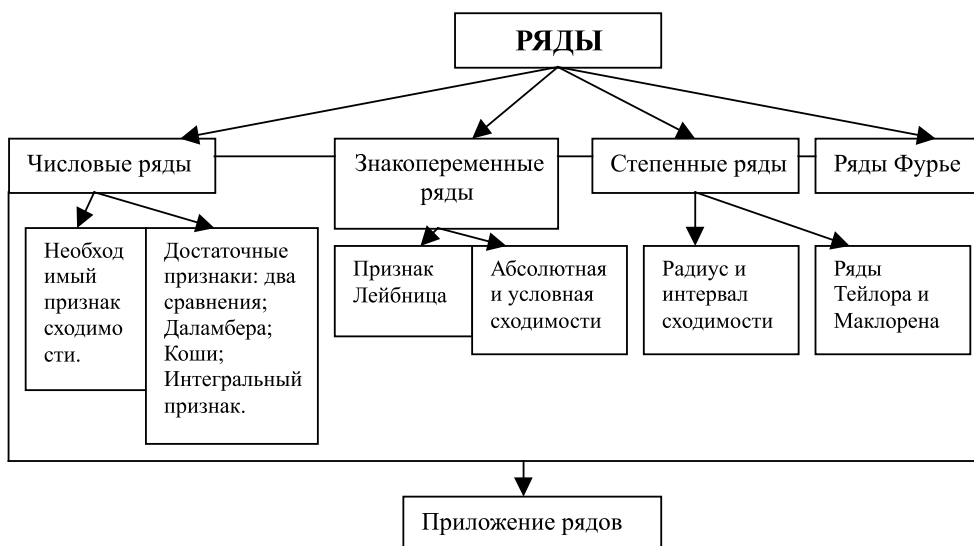 РЯДЫ
Числовые ряды
Знакопеременные
ряды
Степенные ряды
Ряды Фурье
Необход
имый
признак
сходимо
сти.
Достаточные
признаки: два
сравнения;
Даламбера;
Коши;
Интегральный
признак.
Признак
Лейбница
Абсолютная
и условная
сходимости
Радиус и
интервал
сходимости
Ряды
Тейлора и
Маклорена
Приложение рядов